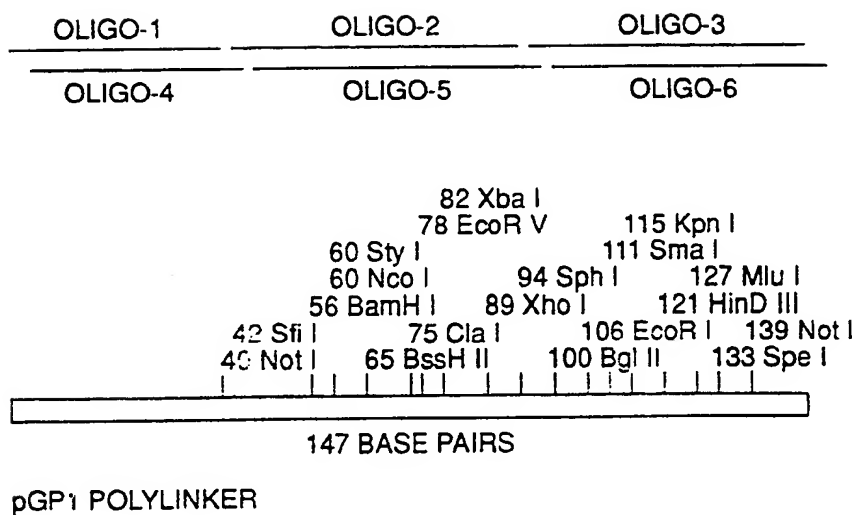 OLIGO-1 OLIGO-2 OLIGO-3
OLIGO-4 OLIGO-5 OLIGO-6
82 Xba I
78 EcoR V 115 Kpn I
60 Sty I 111 Sma I
60 Nco I 94 Sph I 127 Mlu I
56 BamH I 89 Xho I 121 HinD III
42 Sfi I 75 Cla I 106 EcoR I 139 Not I
Not I 65 BssH II 100 Bgl II 133 Spe I
147 BASE PAIRS
pGP1 POLYLINKER